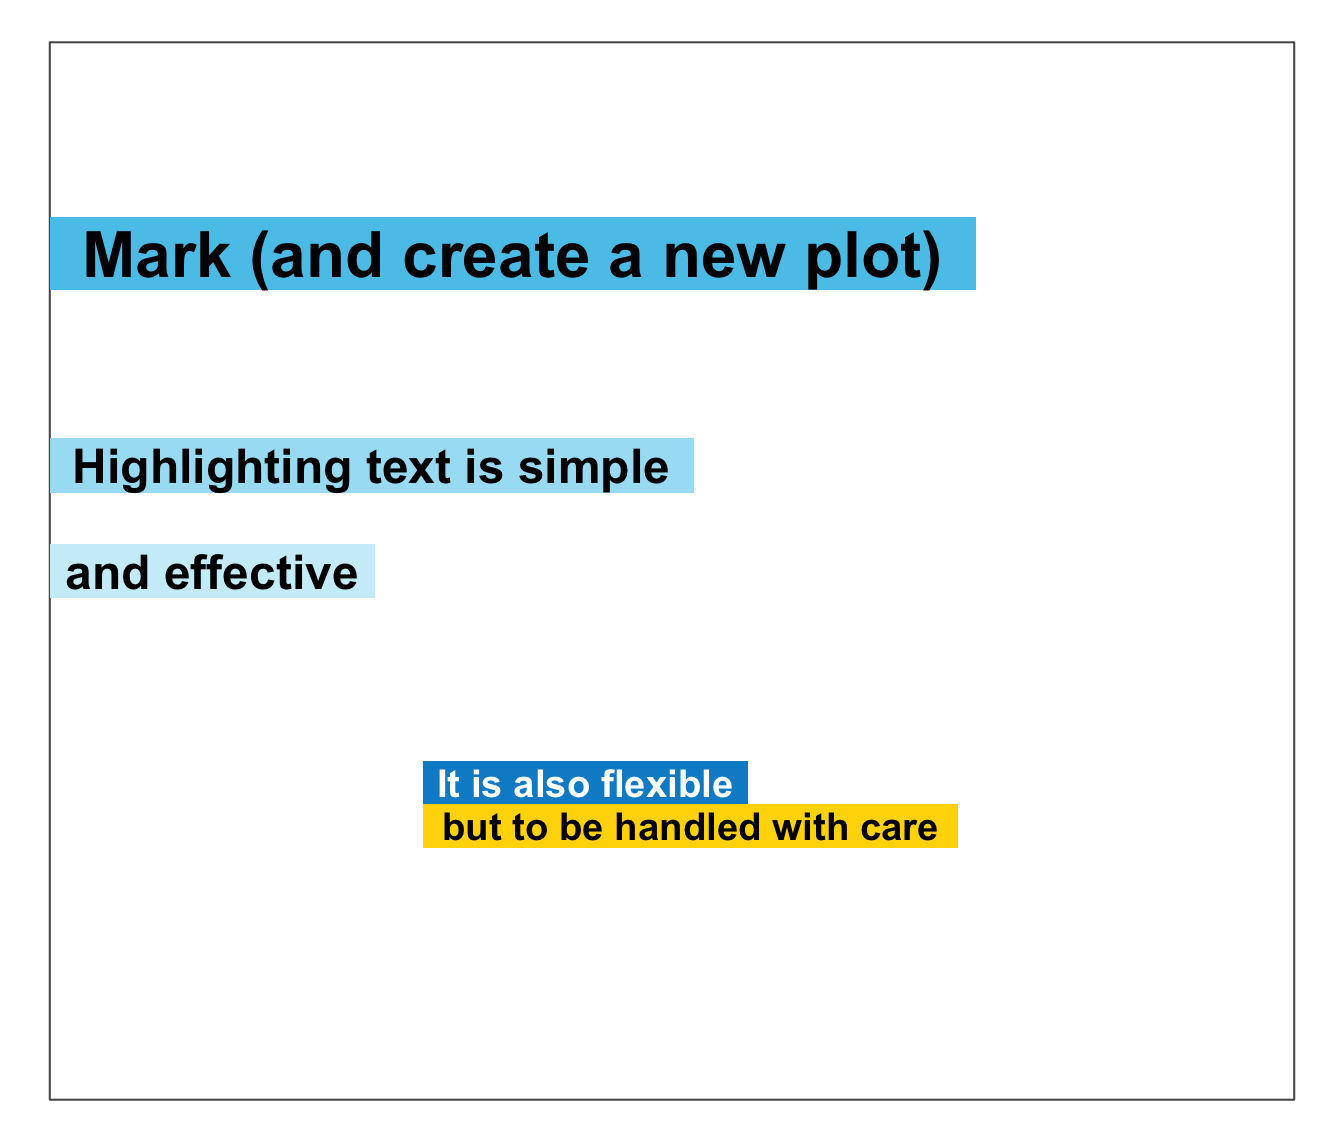 Mark (and create a new plot)
Highlighting text is simple
and effective
It is also flexible
but to be handled with care